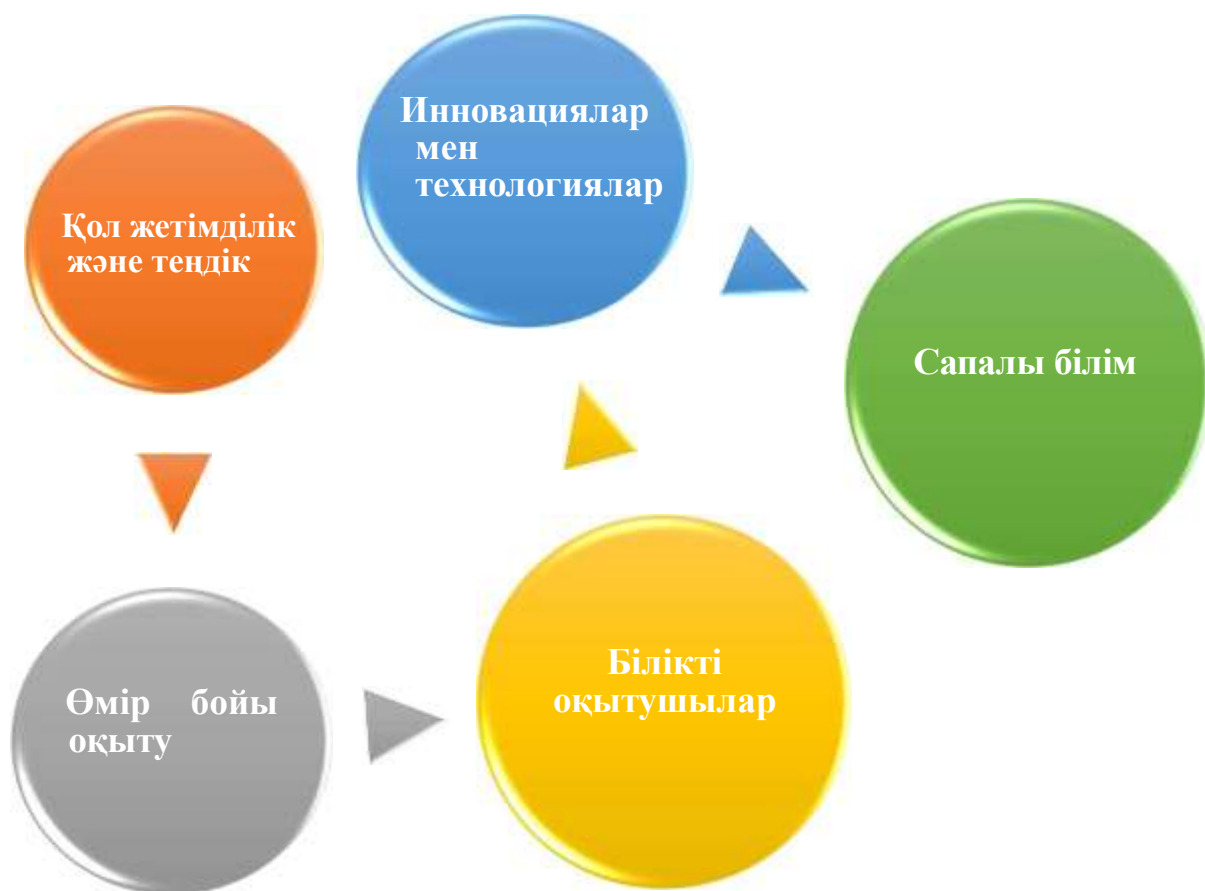 Қол жетімділік
және теңдік
Өмір бойы
оқыту
Білікті
оқытушылар
Инновациялар
мен
технологиялар
Сапалы білім